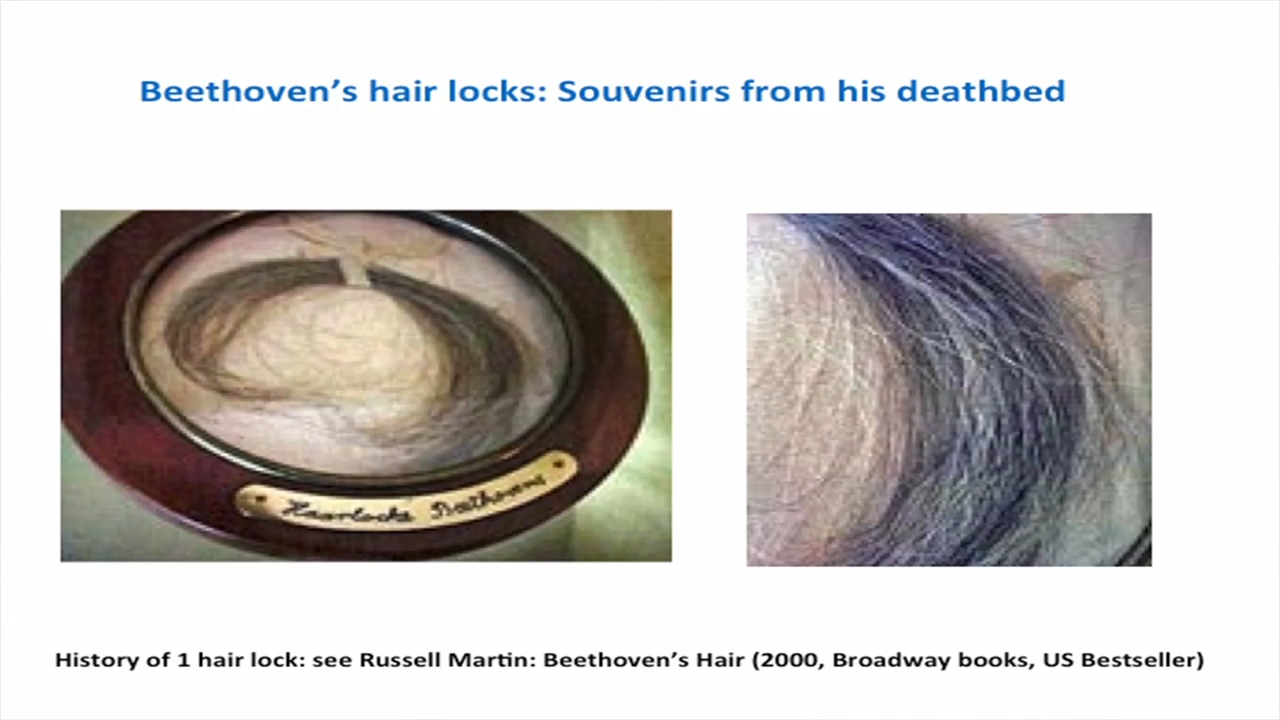 Beethoven’s hair locks: Souvenirs from his deathbed
Haarlocke Beethovens
History of 1 hair lock: see Russell Martin: Beethoven’s Hair (2000, Broadway books, US Bestseller)